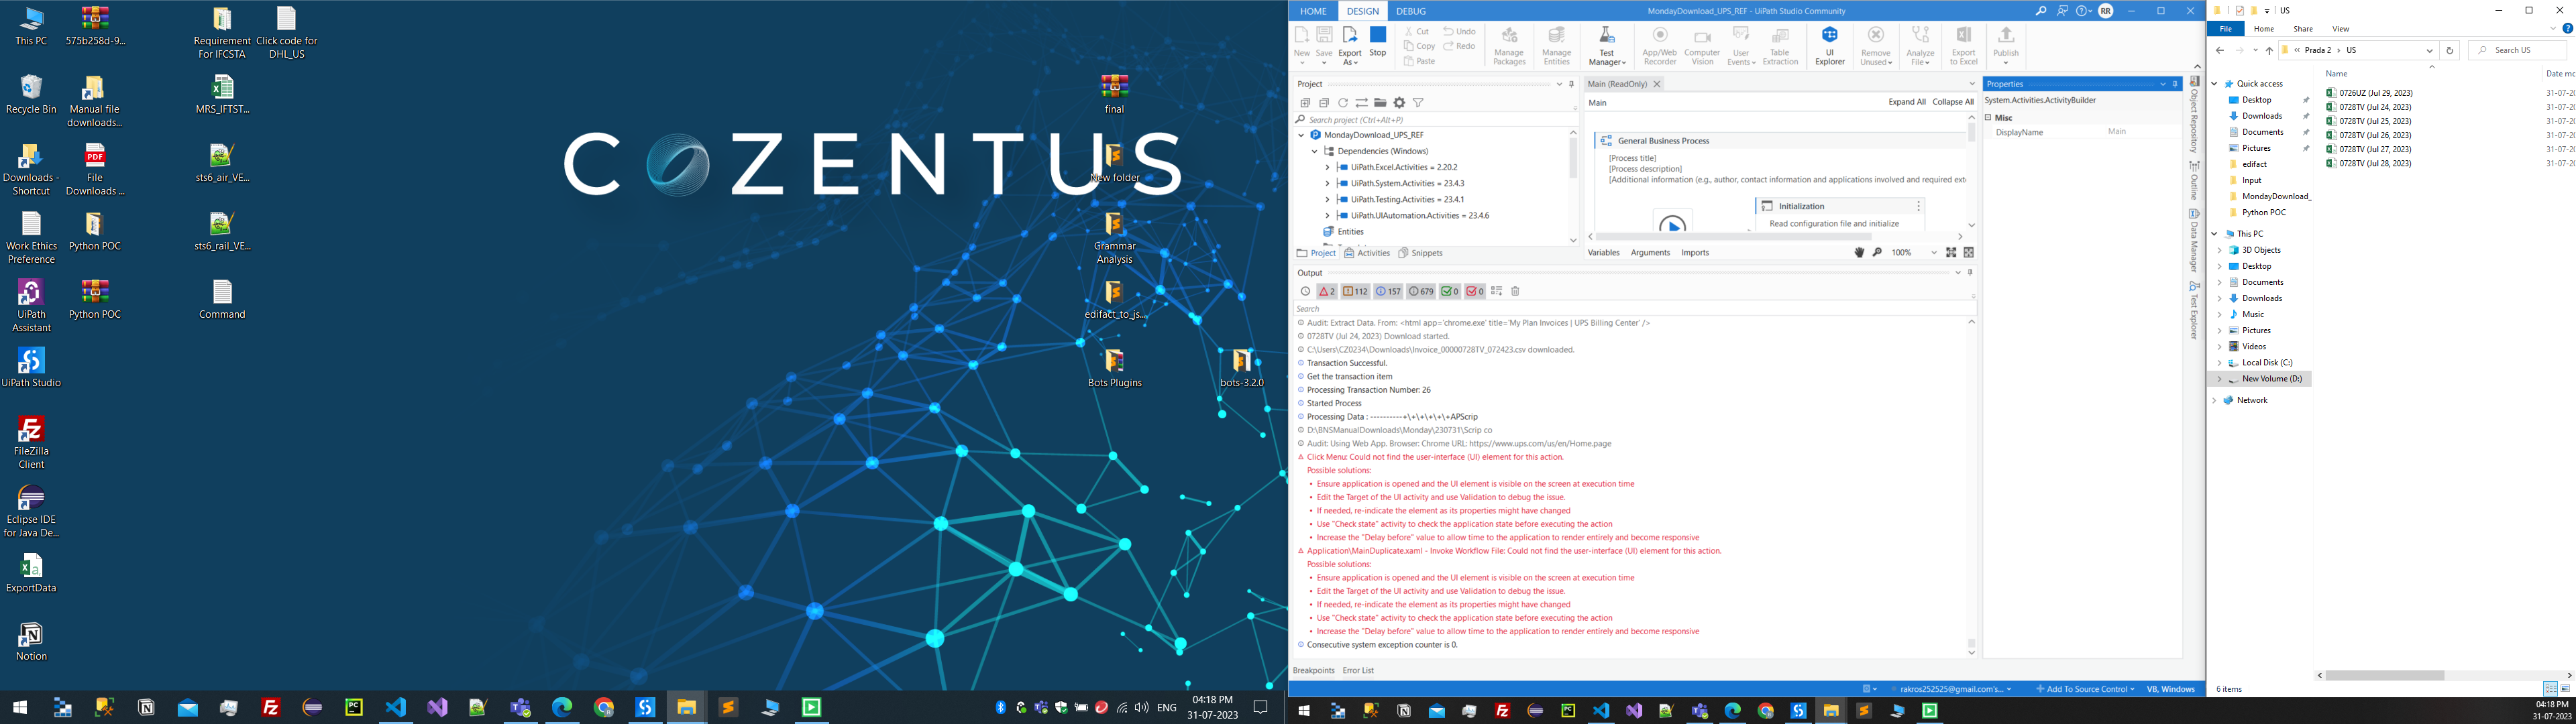 This PC
575b258d-9...
Requirement
For IFCSTA
Click code for
DHL_US
Recycle Bin
Manual file
downloads...
MRS_IFTST...
Downloads -
Shortcut
File
Downloads ...
sts6_air_VE...
Work Ethics
Preference
Python POC
sts6_rail_VE...
UiPath
Assistant
Python POC
Command
UiPath Studio
FileZilla
Client
Eclipse IDE
for Java De...
ExportData
Notion
COZENTUS
final
New folder
Grammar
Analysis
edifact_to_js...
Bots Plugins
bots-3.2.0
ENG
04:18 PM
31-07-2023
HOME DESIGN DEBUG
MondayDownload_UPS_REF - UiPath Studio Community
RR
New
Save
Export
As
Stop
Cut
Copy
Paste
Undo
Redo
Manage
Packages
Manage
Entities
Test
Manager
App/Web
Recorder
Computer
Vision
User
Events
Table
Extraction
UI
Explorer
Remove
Unused
Analyze
File
Export
to Excel
Publish
Project
Search project (Ctrl+Alt+P)
MondayDownload_UPS_REF
Dependencies (Windows)
UiPath.Excel.Activities = 2.20.2
UiPath.System.Activities = 23.4.3
UiPath.Testing.Activities = 23.4.1
UiPath.UIAutomation.Activities = 23.4.6
Entities
Project Activities Snippets
Main (ReadOnly)
Main
Expand All Collapse All
General Business Process
[Process title]
[Process description]
[Additional information (e.g., author, contact information and applications involved and required exte
Initialization
Read configuration file and initialize
Variables Arguments Imports
100%
Properties
System.Activities.ActivityBuilder
Misc
DisplayName Main
Object Repository
Outline
Data Manager
Test Explorer
Output
2 112 157 679 0 0
Search
Audit: Extract Data. From: <html app='chrome.exe' title='My Plan Invoices | UPS Billing Center' />
0728TV (Jul 24, 2023) Download started.
C:\Users\CZ0234\Downloads\Invoice_00000728TV_072423.csv downloaded.
Transaction Successful.
Get the transaction item
Processing Transaction Number: 26
Started Process
Processing Data : ----------+\+\+\+\+\+APScrip
D:\BNSManualDownloads\Monday\230731\Scrip co
Audit: Using Web App. Browser: Chrome URL: https://www.ups.com/us/en/Home.page
Click Menu: Could not find the user-interface (UI) element for this action.
Possible solutions:
• Ensure application is opened and the UI element is visible on the screen at execution time
• Edit the Target of the UI activity and use Validation to debug the issue.
• If needed, re-indicate the element as its properties might have changed
• Use "Check state" activity to check the application state before executing the action
• Increase the "Delay before" value to allow time to the application to render entirely and become responsive
Application\MainDuplicate.xaml - Invoke Workflow File: Could not find the user-interface (UI) element for this action.
Possible solutions:
• Ensure application is opened and the UI element is visible on the screen at execution time
• Edit the Target of the UI activity and use Validation to debug the issue.
• If needed, re-indicate the element as its properties might have changed
• Use "Check state" activity to check the application state before executing the action
• Increase the "Delay before" value to allow time to the application to render entirely and become responsive
Consecutive system exception counter is 0.
Breakpoints Error List
rakros252525@gmail.com's...
Add To Source Control
VB, Windows
US
File Home Share View
« Prada 2 › US
Search US
Name
Date mo
Quick access
Desktop
Downloads
Documents
Pictures
edifact
Input
MondayDownload_
Python POC
This PC
3D Objects
Desktop
Documents
Downloads
Music
Pictures
Videos
Local Disk (C:)
New Volume (D:)
Network
0726UZ (Jul 29, 2023) 31-07-20
0728TV (Jul 24, 2023) 31-07-20
0728TV (Jul 25, 2023) 31-07-20
0728TV (Jul 26, 2023) 31-07-20
0728TV (Jul 27, 2023) 31-07-20
0728TV (Jul 28, 2023) 31-07-20
6 items
04:18 PM
31-07-2023